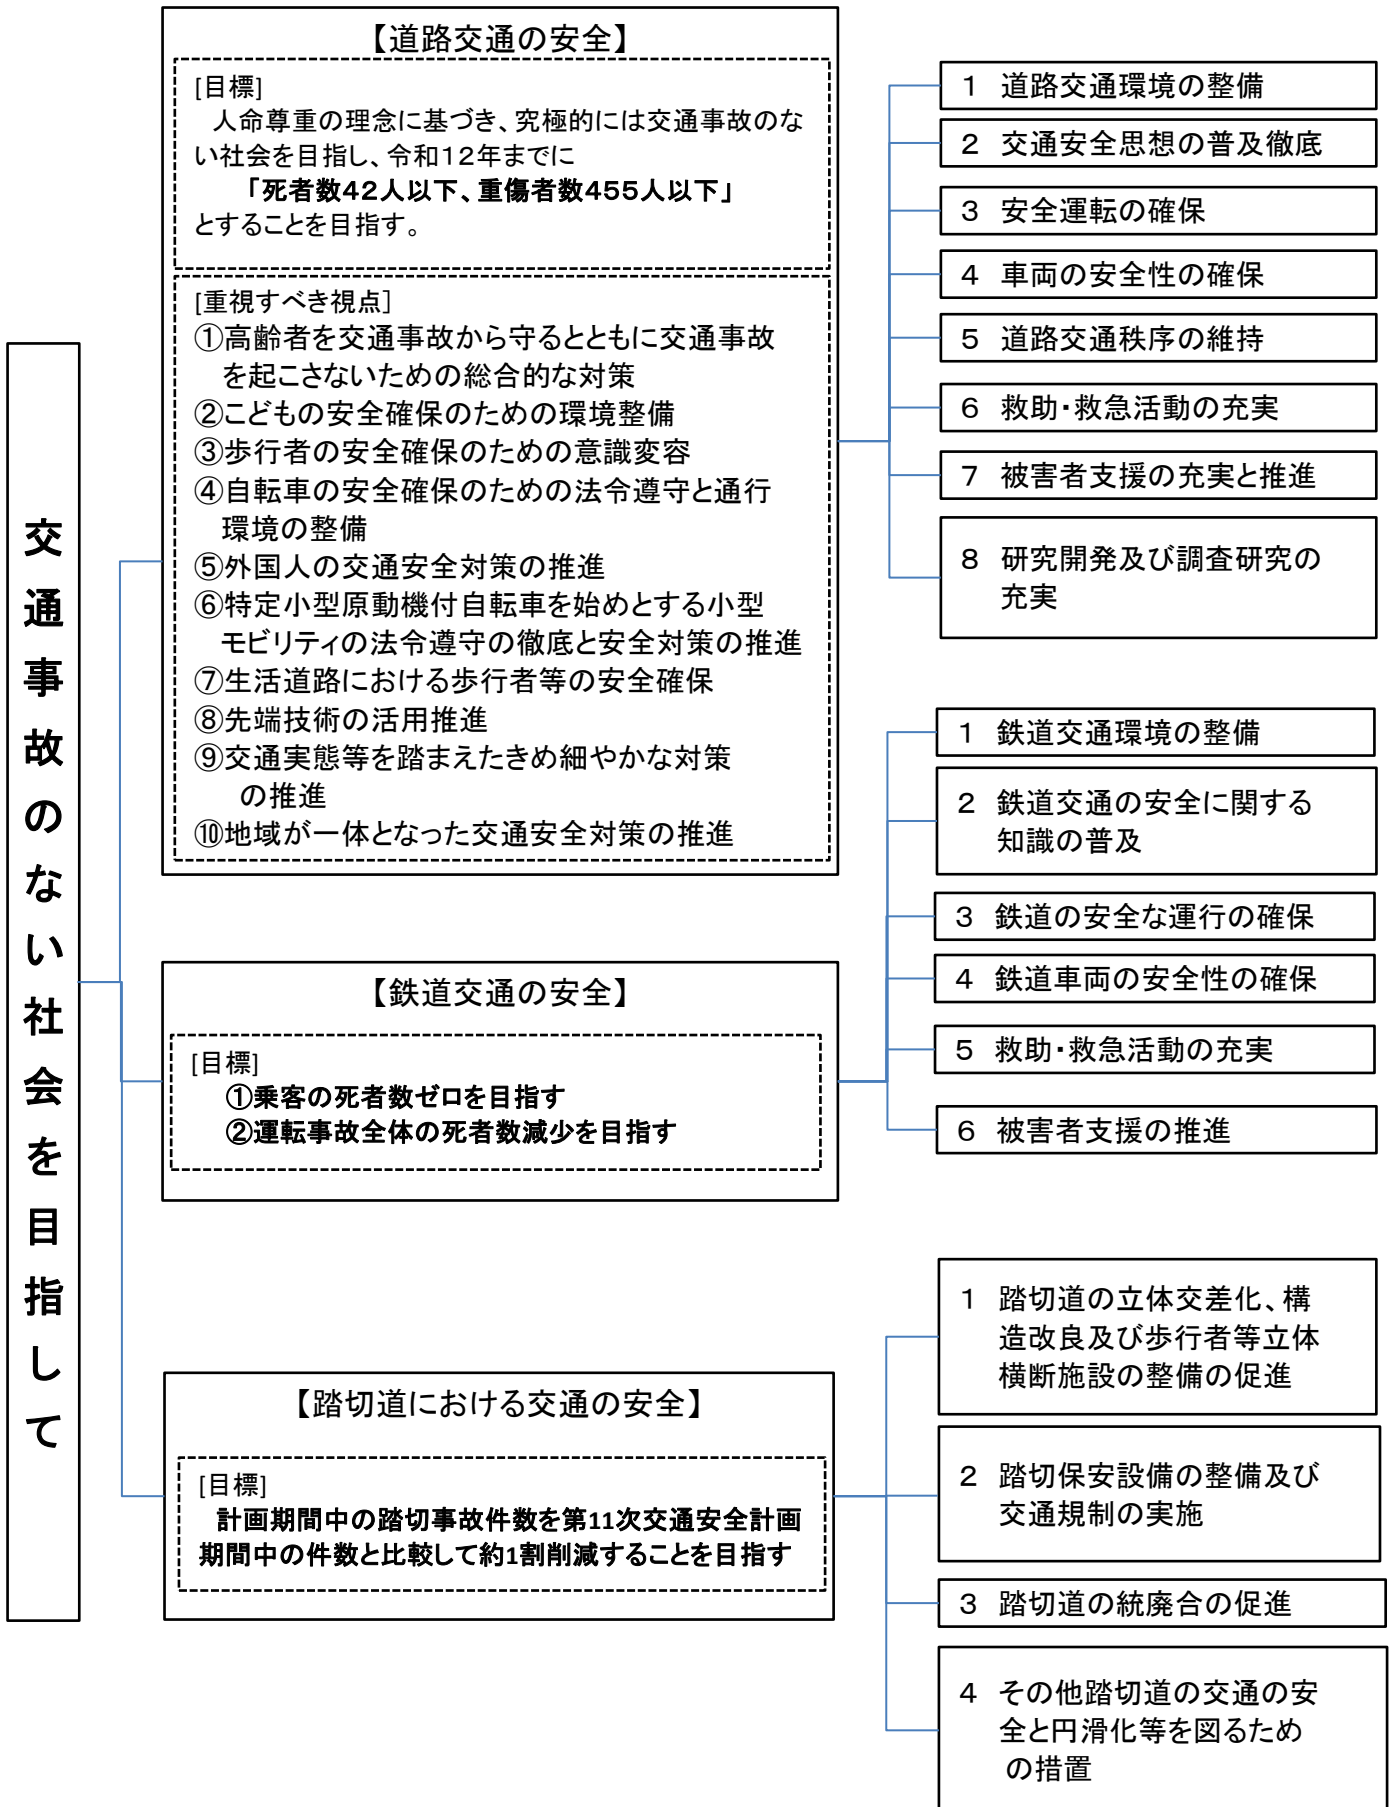 交通事故のない社会を目指して
【道路交通の安全】
[目標]
人命尊重の理念に基づき、究極的には交通事故のな
い社会を目指し、令和12年までに
「死者数42人以下、重傷者数455人以下」
とすることを目指す。
[重視すべき視点]
①高齢者を交通事故から守るとともに交通事故
を起こさないための総合的な対策
②こどもの安全確保のための環境整備
③歩行者の安全確保のための意識変容
④自転車の安全確保のための法令遵守と通行
環境の整備
⑤外国人の交通安全対策の推進
⑥特定小型原動機付自転車を始めとする小型
モビリティの法令遵守の徹底と安全対策の推進
⑦生活道路における歩行者等の安全確保
⑧先端技術の活用推進
⑨交通実態等を踏まえたきめ細やかな対策
の推進
⑩地域が一体となった交通安全対策の推進
1 道路交通環境の整備
2 交通安全思想の普及徹底
3 安全運転の確保
4 車両の安全性の確保
5 道路交通秩序の維持
6 救助・救急活動の充実
7 被害者支援の充実と推進
8 研究開発及び調査研究の
充実
【鉄道交通の安全】
[目標]
①乗客の死者数ゼロを目指す
②運転事故全体の死者数減少を目指す
1 鉄道交通環境の整備
2 鉄道交通の安全に関する
知識の普及
3 鉄道の安全な運行の確保
4 鉄道車両の安全性の確保
5 救助・救急活動の充実
6 被害者支援の推進
【踏切道における交通の安全】
[目標]
計画期間中の踏切事故件数を第11次交通安全計画
期間中の件数と比較して約1割削減することを目指す
1 踏切道の立体交差化、構
造改良及び歩行者等立体
横断施設の整備の促進
2 踏切保安設備の整備及び
交通規制の実施
3 踏切道の統廃合の促進
4 その他踏切道の交通の安
全と円滑化等を図るため
の措置